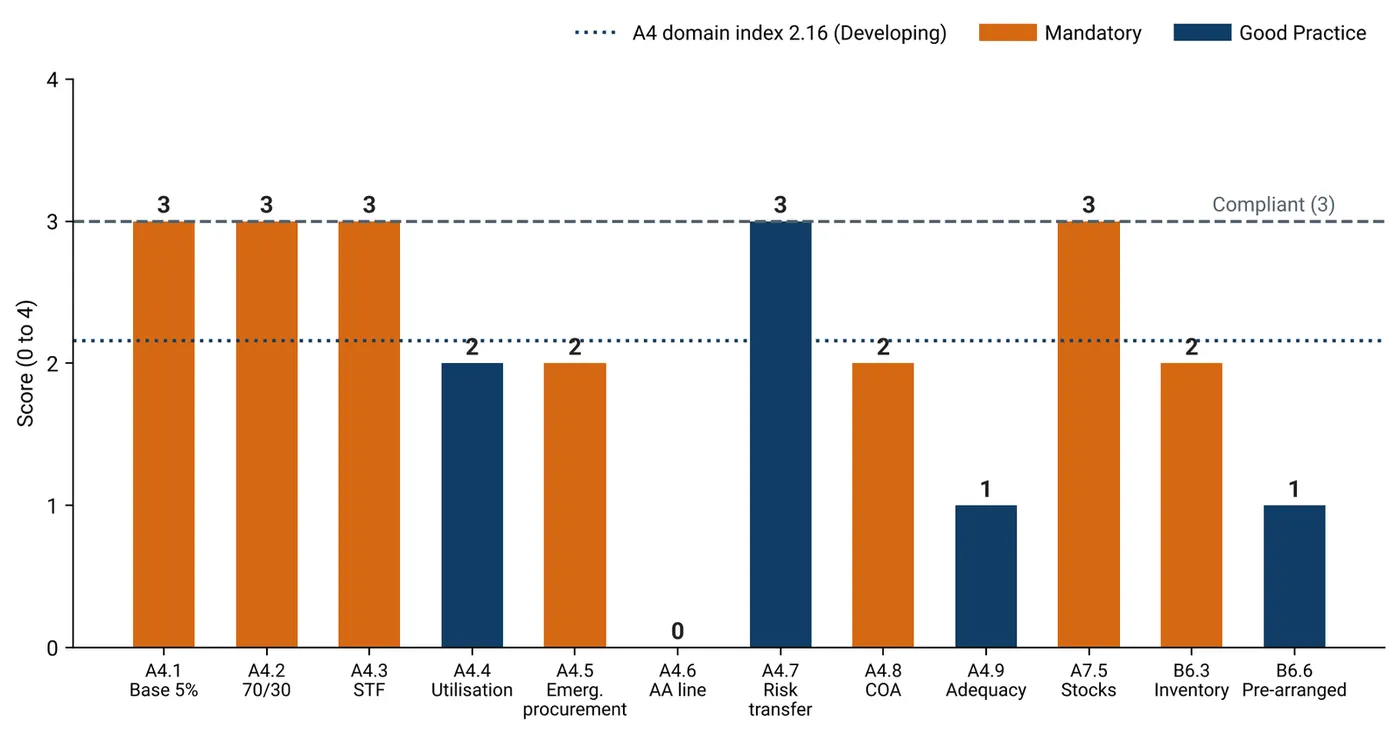 A4 domain index 2.16 (Developing)
Mandatory
Good Practice
Score (0 to 4)
4
3
2
1
0
Compliant (3)
3
3
3
2
2
0
3
2
1
3
2
1
A4.1
Base 5%
A4.2
70/30
A4.3
STF
A4.4
Utilisation
A4.5
Emerg.
procurement
A4.6
AA line
A4.7
Risk
transfer
A4.8
COA
A4.9
Adequacy
A7.5
Stocks
B6.3
Inventory
B6.6
Pre-arranged